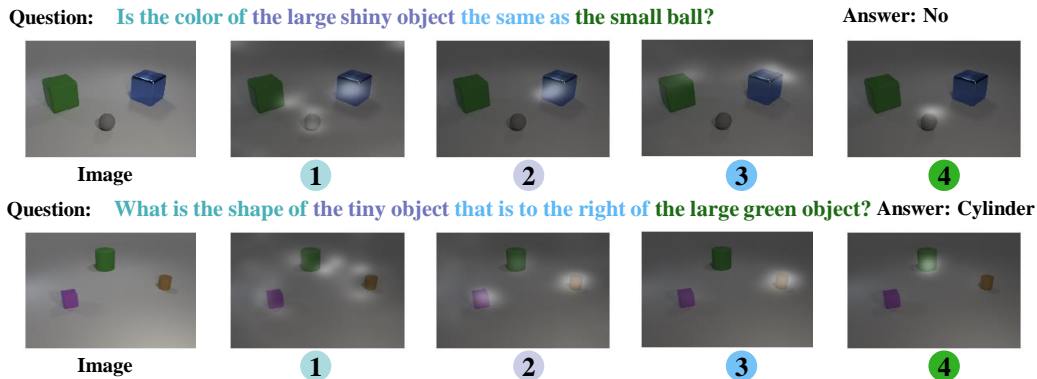 Question: Is the color of the large shiny object the same as the small ball? Answer: No
Image 1 2 3 4
Question: What is the shape of the tiny object that is to the right of the large green object? Answer: Cylinder
Image 1 2 3 4